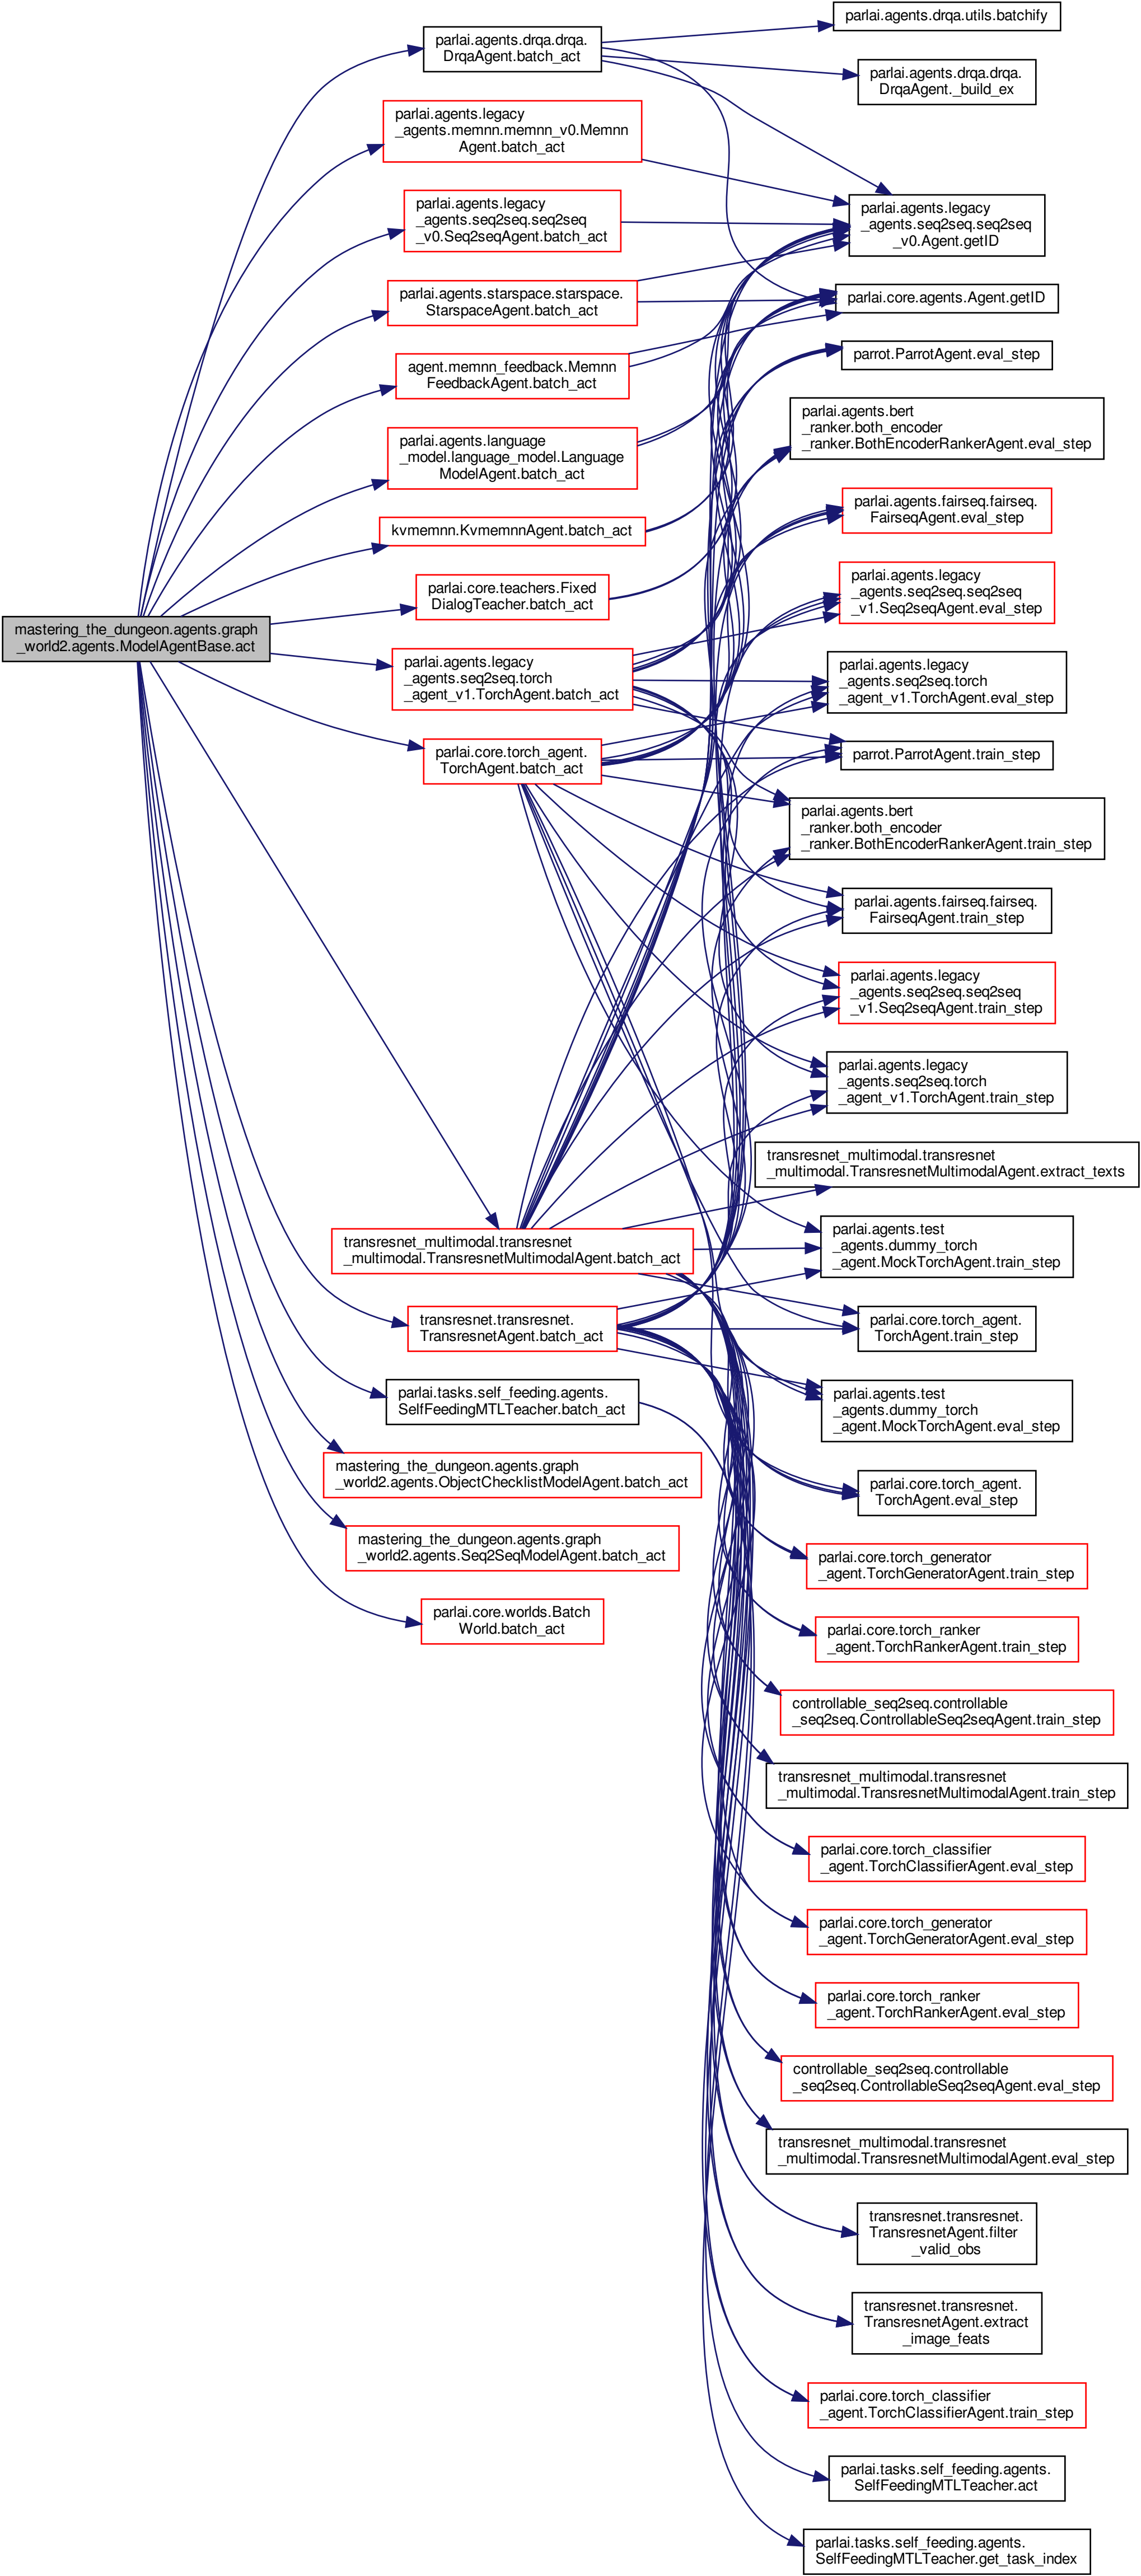 mastering_the_dungeon.agents.graph
_world2.agents.ModelAgentBase.act
parlai.agents.drqa.drqa.
DrqaAgent.batch_act
parlai.agents.legacy
_agents.memnn.memnn_v0.Memnn
Agent.batch_act
parlai.agents.legacy
_agents.seq2seq.seq2seq
_v0.Seq2seqAgent.batch_act
parlai.agents.starspace.starspace.
StarspaceAgent.batch_act
agent.memnn_feedback.Memnn
FeedbackAgent.batch_act
parlai.agents.language
_model.language_model.Language
ModelAgent.batch_act
kvmemnn.KvmemnnAgent.batch_act
parlai.core.teachers.Fixed
DialogTeacher.batch_act
parlai.agents.legacy
_agents.seq2seq.torch
_agent_v1.TorchAgent.batch_act
parlai.core.torch_agent.
TorchAgent.batch_act
transresnet_multimodal.transresnet
_multimodal.TransresnetMultimodalAgent.batch_act
transresnet.transresnet.
TransresnetAgent.batch_act
parlai.tasks.self_feeding.agents.
SelfFeedingMTLTeacher.batch_act
mastering_the_dungeon.agents.graph
_world2.agents.ObjectChecklistModelAgent.batch_act
mastering_the_dungeon.agents.graph
_world2.agents.Seq2SeqModelAgent.batch_act
parlai.core.worlds.Batch
World.batch_act
parlai.agents.drqa.utils.batchify
parlai.agents.drqa.drqa.
DrqaAgent._build_ex
parlai.agents.legacy
_agents.seq2seq.seq2seq
_v0.Agent.getID
parlai.core.agents.Agent.getID
parrot.ParrotAgent.eval_step
parlai.agents.bert
_ranker.both_encoder
_ranker.BothEncoderRankerAgent.eval_step
parlai.agents.fairseq.fairseq.
FairseqAgent.eval_step
parlai.agents.legacy
_agents.seq2seq.seq2seq
_v1.Seq2seqAgent.eval_step
parlai.agents.legacy
_agents.seq2seq.torch
_agent_v1.TorchAgent.eval_step
parrot.ParrotAgent.train_step
parlai.agents.bert
_ranker.both_encoder
_ranker.BothEncoderRankerAgent.train_step
parlai.agents.fairseq.fairseq.
FairseqAgent.train_step
parlai.agents.legacy
_agents.seq2seq.seq2seq
_v1.Seq2seqAgent.train_step
parlai.agents.legacy
_agents.seq2seq.torch
_agent_v1.TorchAgent.train_step
transresnet_multimodal.transresnet
_multimodal.TransresnetMultimodalAgent.extract_texts
parlai.agents.test
_agents.dummy_torch
_agent.MockTorchAgent.train_step
parlai.core.torch_agent.
TorchAgent.train_step
parlai.agents.test
_agents.dummy_torch
_agent.MockTorchAgent.eval_step
parlai.core.torch_agent.
TorchAgent.eval_step
parlai.core.torch_generator
_agent.TorchGeneratorAgent.train_step
parlai.core.torch_ranker
_agent.TorchRankerAgent.train_step
controllable_seq2seq.controllable
_seq2seq.ControllableSeq2seqAgent.train_step
transresnet_multimodal.transresnet
_multimodal.TransresnetMultimodalAgent.train_step
parlai.core.torch_classifier
_agent.TorchClassifierAgent.eval_step
parlai.core.torch_generator
_agent.TorchGeneratorAgent.eval_step
parlai.core.torch_ranker
_agent.TorchRankerAgent.eval_step
controllable_seq2seq.controllable
_seq2seq.ControllableSeq2seqAgent.eval_step
transresnet_multimodal.transresnet
_multimodal.TransresnetMultimodalAgent.eval_step
transresnet.transresnet.
TransresnetAgent.filter
_valid_obs
transresnet.transresnet.
TransresnetAgent.extract
_image_feats
parlai.core.torch_classifier
_agent.TorchClassifierAgent.train_step
parlai.tasks.self_feeding.agents.
SelfFeedingMTLTeacher.act
parlai.tasks.self_feeding.agents.
SelfFeedingMTLTeacher.get_task_index